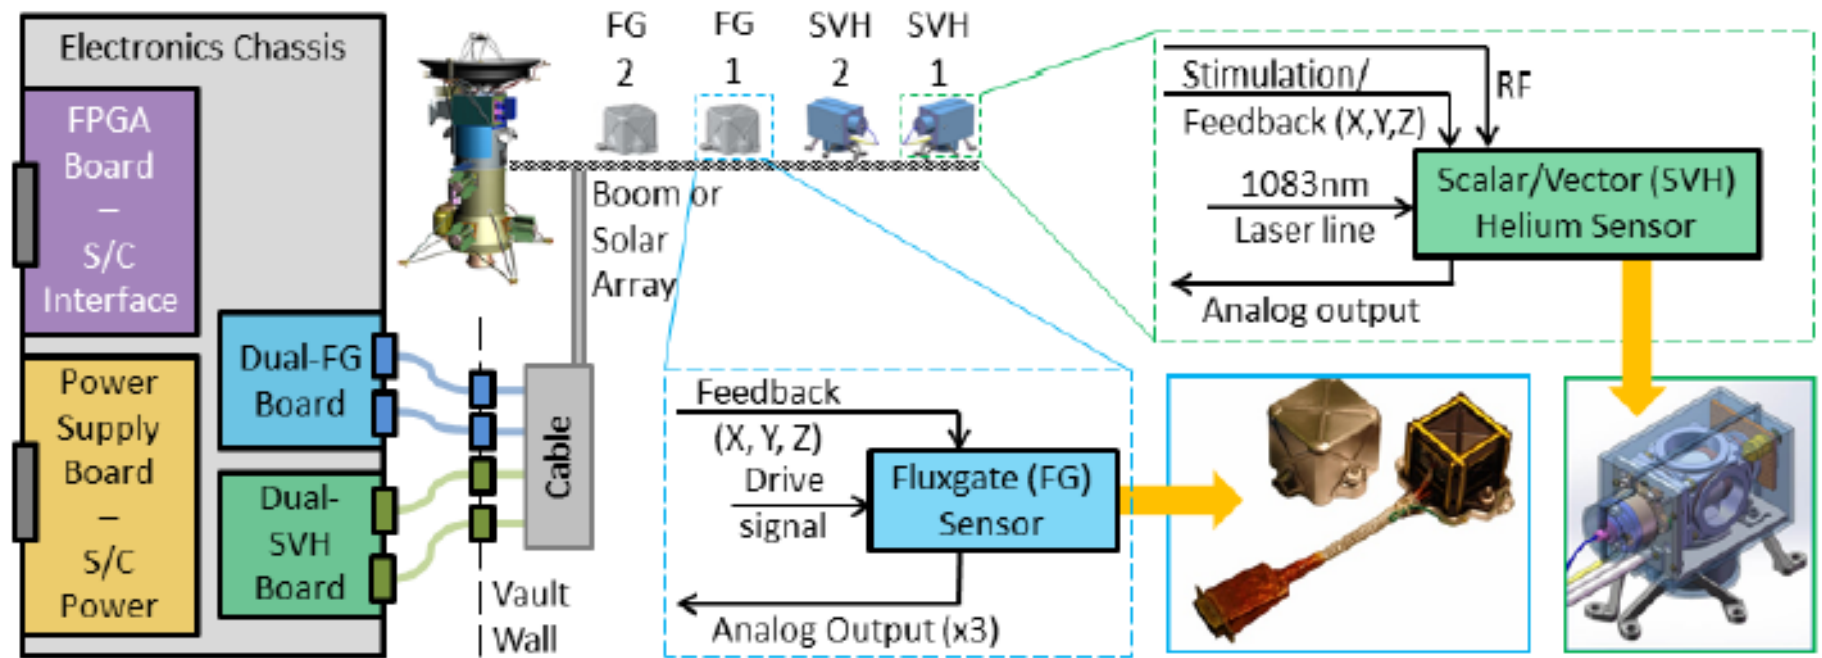 Electronics Chassis
FPGA
Board
–
S/C
Interface
Power
Supply
Board
–
S/C
Power
Dual-FG
Board
Dual-
SVH
Board
Vault
Wall
Cable
Boom or
Solar
Array
FG
2
FG
1
SVH
2
SVH
1
Stimulation/
Feedback (X,Y,Z)
RF
1083nm
Laser line
Scalar/Vector (SVH)
Helium Sensor
Analog output
Feedback
(X, Y, Z)
Drive
signal
Fluxgate (FG)
Sensor
Analog Output (x3)